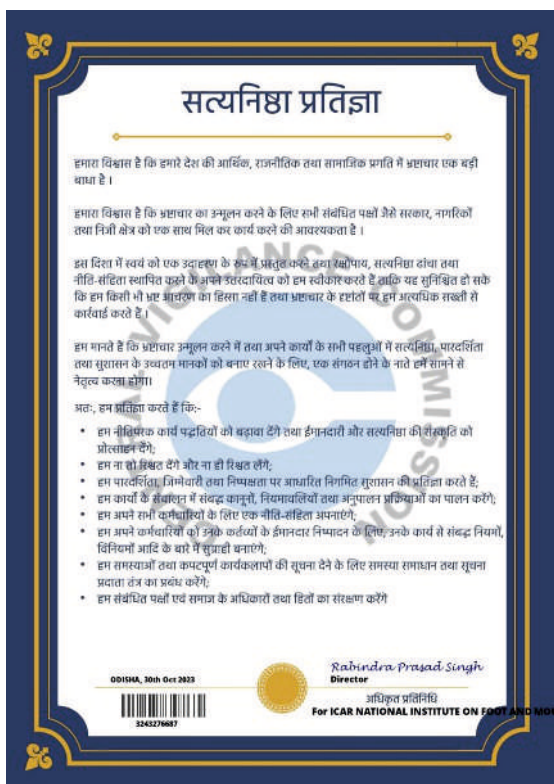 सत्यनिष्ठा प्रतिज्ञा
हमारा विश्वास है कि हमारे देश की आर्थिक, राजनीतिक तथा सामाजिक प्रगति में भ्रष्टाचार एक बड़ी
बाधा है ।
हमारा विश्वास है कि भ्रष्टाचार का उन्मूलन करने के लिए सभी संबंधित पक्षों जैसे सरकार, नागरिकों
तथा निजी क्षेत्र को एक साथ मिल कर कार्य करने की आवश्यकता है ।
इस दिशा में स्वयं को एक उदाहरण के रूप में प्रस्तुत करने तथा रक्षोपाय, सत्यनिष्ठा ढांचा तथा
नीति-संहिता स्थापित करने के अपने उत्तरदायित्व को हम स्वीकार करते हैं ताकि यह सुनिश्चित हो सके
कि हम किसी भी भ्रष्ट आचरण का हिस्सा नहीं हैं तथा भ्रष्टाचार के दृष्टांतों पर हम अत्यधिक सख्ती से
कार्रवाई करते हैं ।
हम मानते हैं कि भ्रष्टाचार उन्मूलन करने में तथा अपने कार्यों के सभी पहलुओं में सत्यनिष्ठा, पारदर्शिता
तथा सुशासन के उच्चतम मानकों को बनाए रखने के लिए, एक संगठन होने के नाते हमें सामने से
नेतृत्व करना होगा।
अतः, हम प्रतिज्ञा करते हैं कि:-
• हम नीतिपरक कार्य पद्धतियों को बढ़ावा देंगे तथा ईमानदारी और सत्यनिष्ठा की संस्कृति को
प्रोत्साहन देंगे;
• हम ना तो रिश्वत देंगे और ना ही रिश्वत लेंगे;
• हम पारदर्शिता, जिम्मेवारी तथा निष्पक्षता पर आधारित निगमित सुशासन की प्रतिज्ञा करते हैं;
• हम कार्यों के संचालन में संबद्ध कानूनों, नियमावलियों तथा अनुपालन प्रक्रियाओं का पालन करेंगे;
• हम अपने सभी कर्मचारियों के लिए एक नीति-संहिता अपनाएंगे;
• हम अपने कर्मचारियों को उनके कर्तव्यों के ईमानदार निष्पादन के लिए, उनके कार्य से संबद्ध नियमों,
विनियमों आदि के बारे में सुग्राही बनाएंगे;
• हम समस्याओं तथा कपटपूर्ण कार्यकलापों की सूचना देने के लिए समस्या समाधान तथा सूचना
प्रदाता तंत्र का प्रबंध करेंगे;
• हम संबंधित पक्षों एवं समाज के अधिकारों तथा हितों का संरक्षण करेंगे
VIGILANCE COMMISSION
Rabindra Prasad Singh
ODISHA, 30th Oct 2023
Director
अधिकृत प्रतिनिधि
For ICAR NATIONAL INSTITUTE ON FOOT AND MOU
3243276687